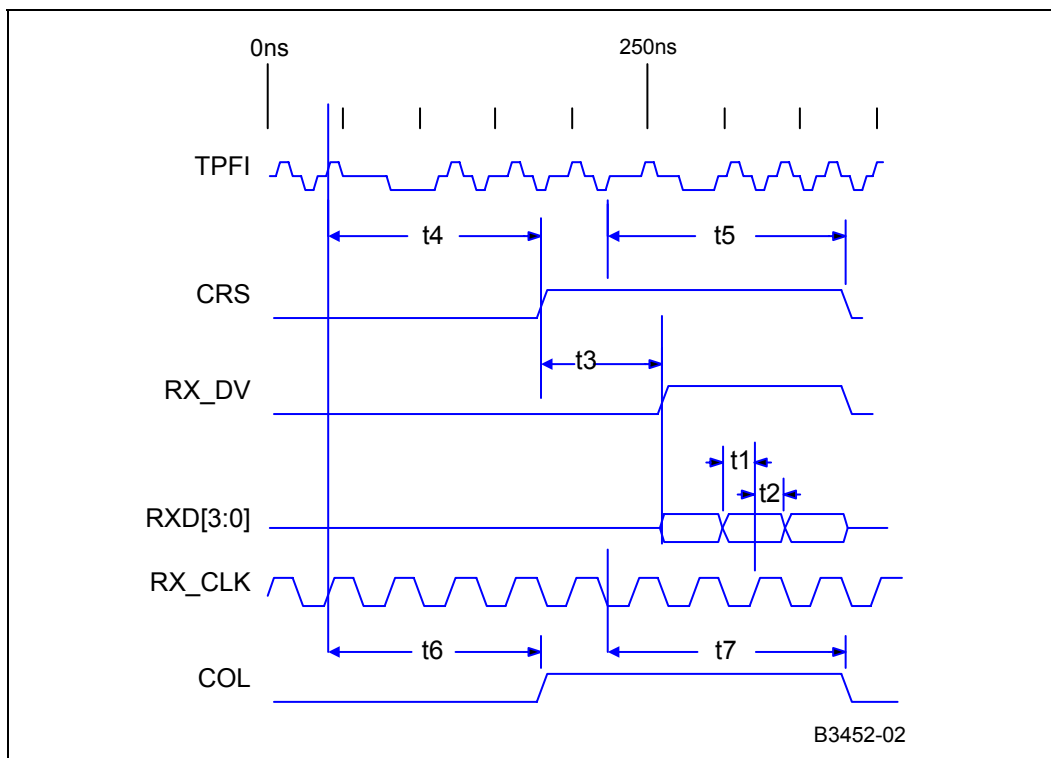 0ns 250ns
TPFI
t4 t5
CRS
t3
RX_DV
t1
t2
RXD[3:0]
RX_CLK
t6 t7
COL
B3452-02